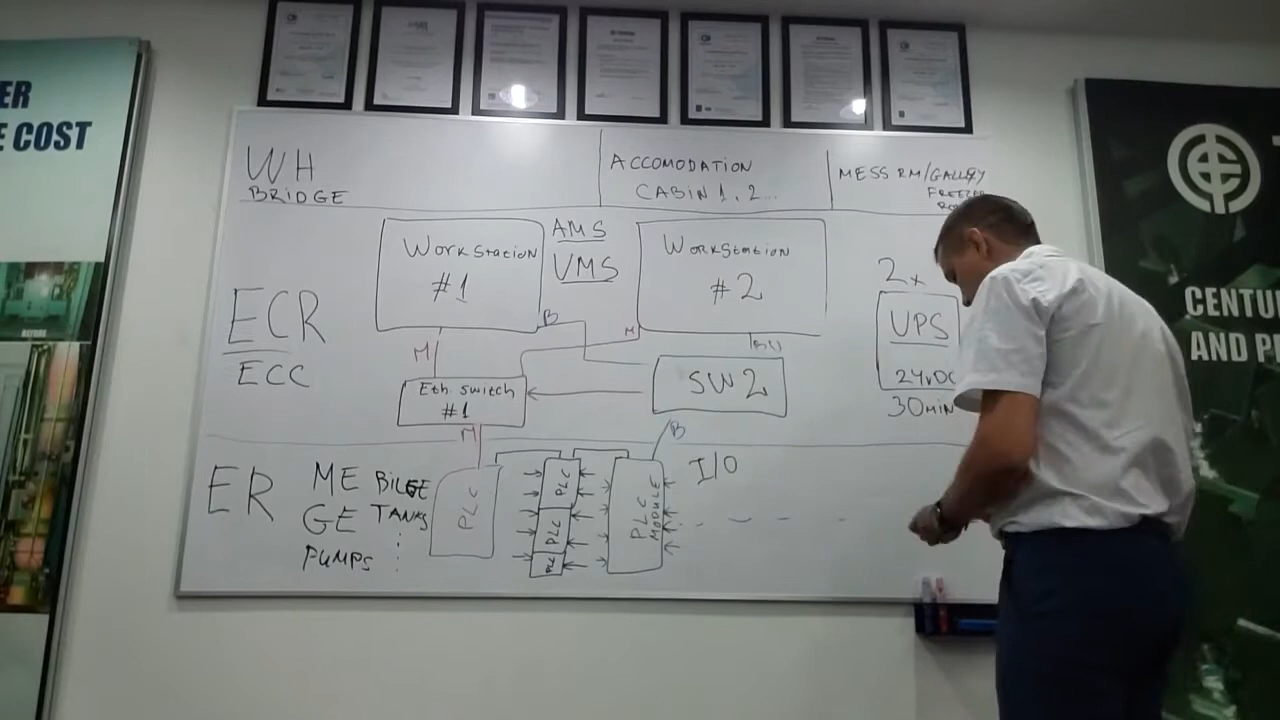 ER
E COST
BEFORE
WH
BRIDGE
ACCOMODATION
CABIN 1, 2...
MESS RM/GALLEY
FREEZER
ECR
ECC
Workstation
#1
AMS
VMS
Workstation
#2
2x
UPS
24VDC
30MIN
B
M
M
Eth. switch
#1
SW2
M
B
ER
ME BILGE
GE TANKS
PUMPS
PLC
PLC
PLC
PLC
PLC
MODULE
I/O
CENTU
AND P